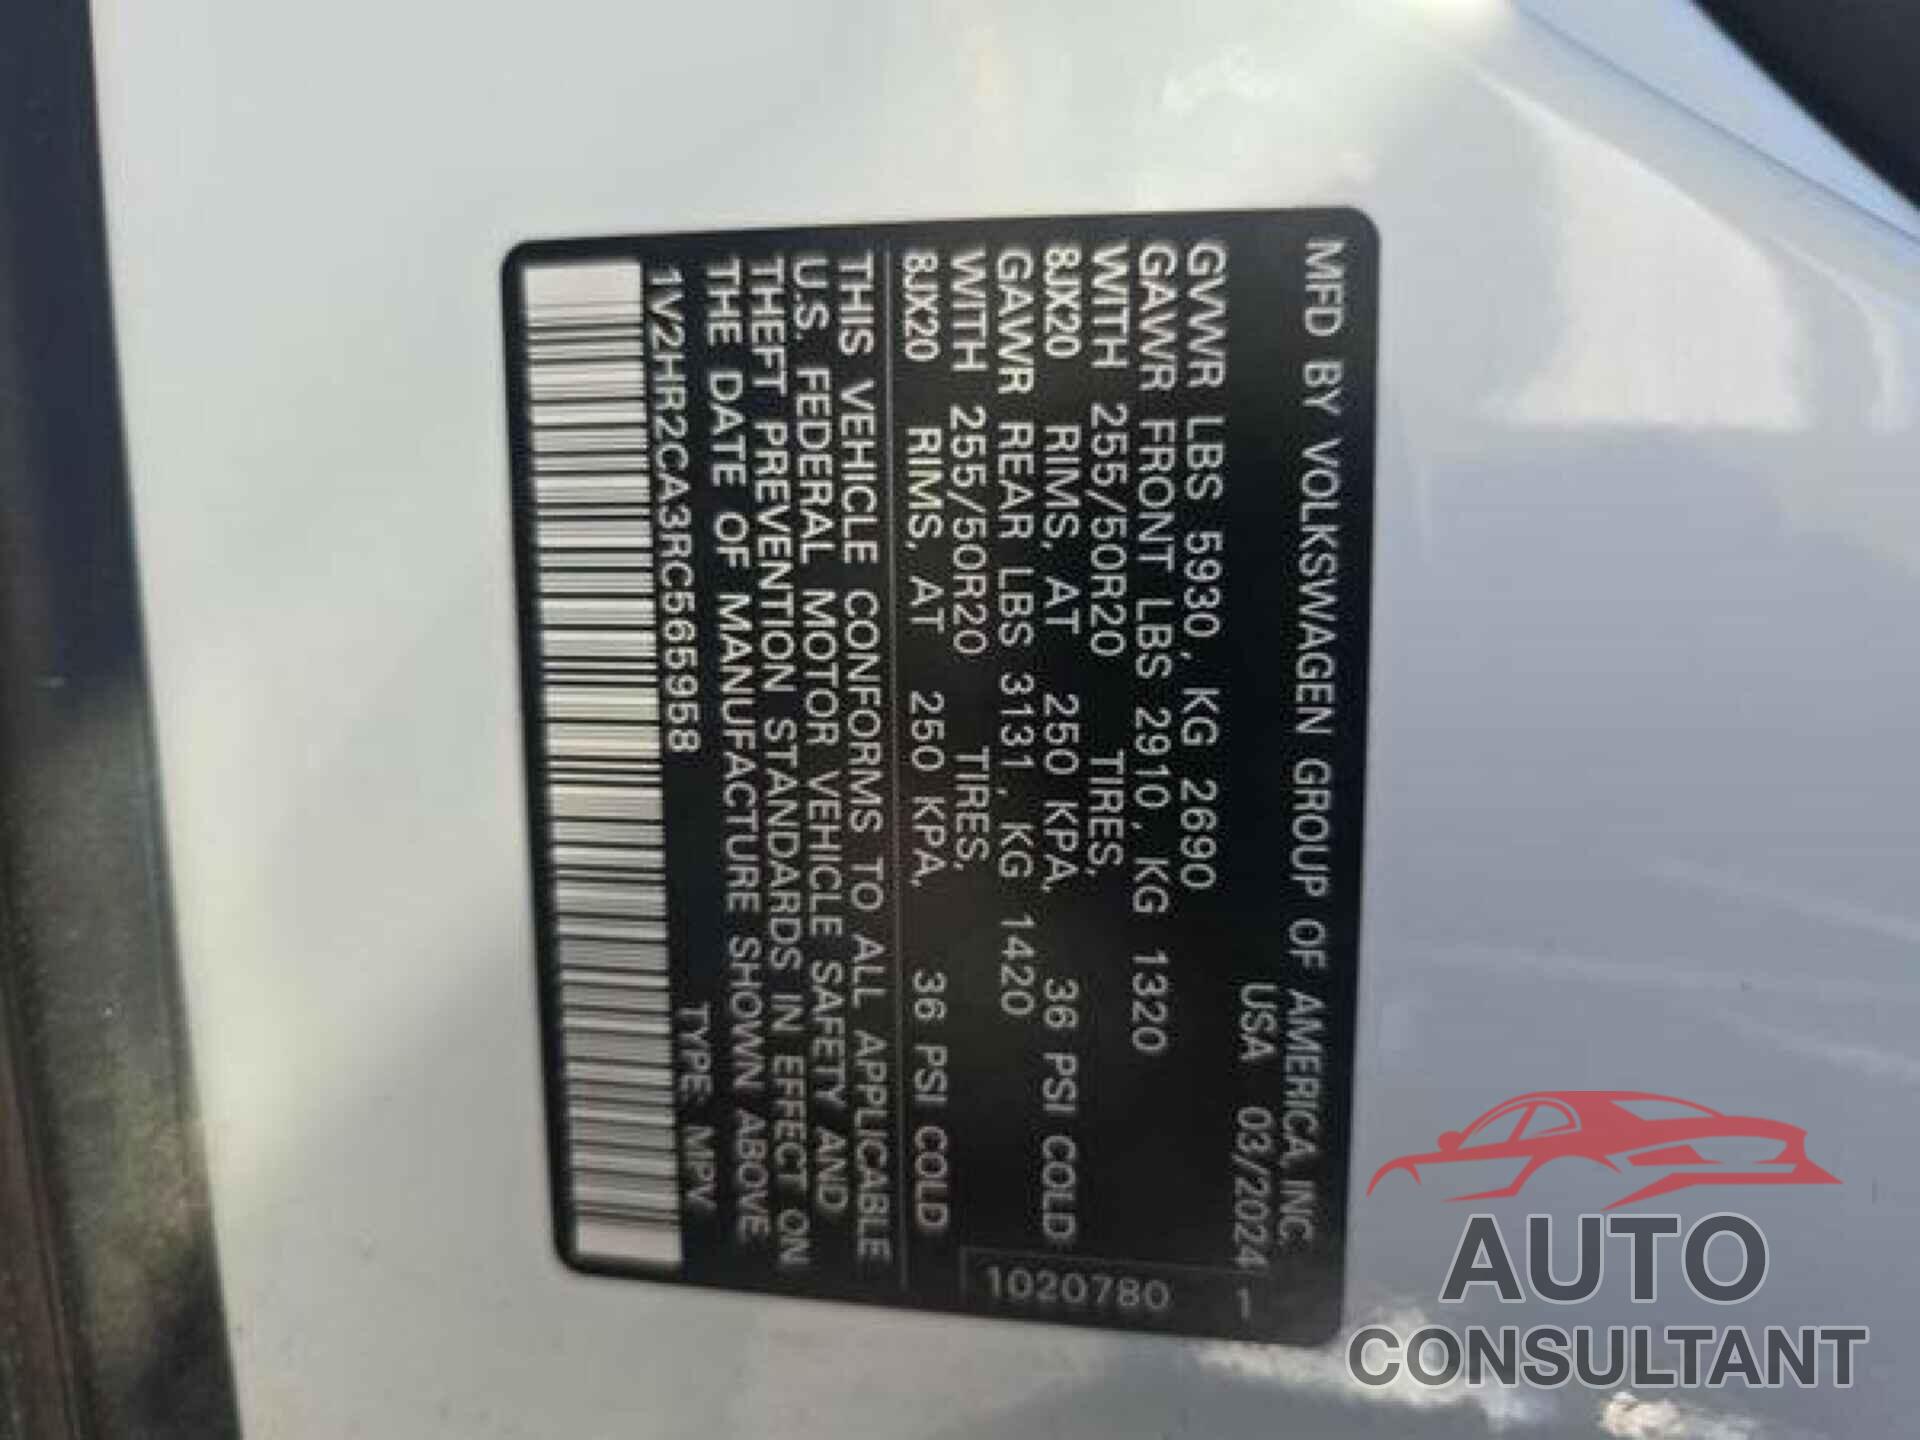 MFD BY VOLKSWAGEN GROUP OF AMERICA, INC
USA 03/2024 1
GVWR LBS 5930, KG 2690
GAWR FRONT LBS 2910, KG 1320
WITH 255/50R20 TIRES,
8JX20 RIMS, AT 250 KPA, 36 PSI COLD
GAWR REAR LBS 3131, KG 1420
WITH 255/50R20 TIRES,
8JX20 RIMS, AT 250 KPA, 36 PSI COLD
1020780
THIS VEHICLE CONFORMS TO ALL APPLICABLE
U.S. FEDERAL MOTOR VEHICLE SAFETY AND
THEFT PREVENTION STANDARDS IN EFFECT ON
THE DATE OF MANUFACTURE SHOWN ABOVE
1V2HR2CA3RC565958 TYPE: MPV
AUTO
CONSULTANT